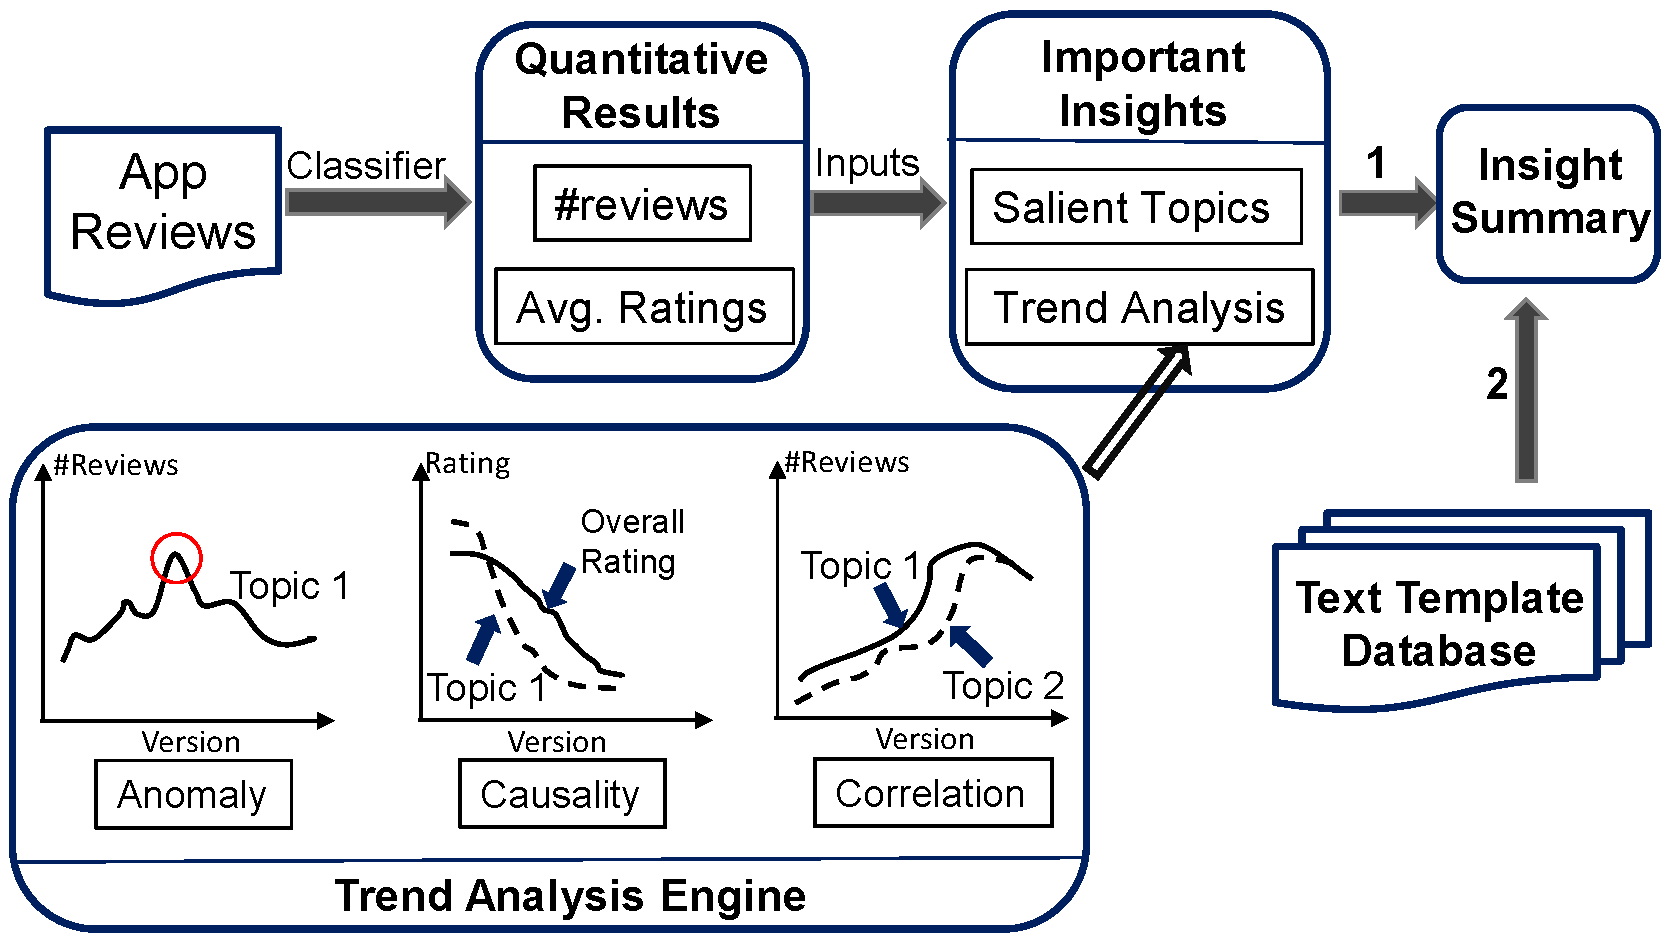 App
Reviews
Classifier
Quantitative
Results
#reviews
Avg. Ratings
Inputs
Important
Insights
Salient Topics
Trend Analysis
1
Insight
Summary
2
Text Template
Database
#Reviews
Topic 1
Version
Anomaly
Rating
Overall
Rating
Topic 1
Version
Causality
#Reviews
Topic 1
Topic 2
Version
Correlation
Trend Analysis Engine